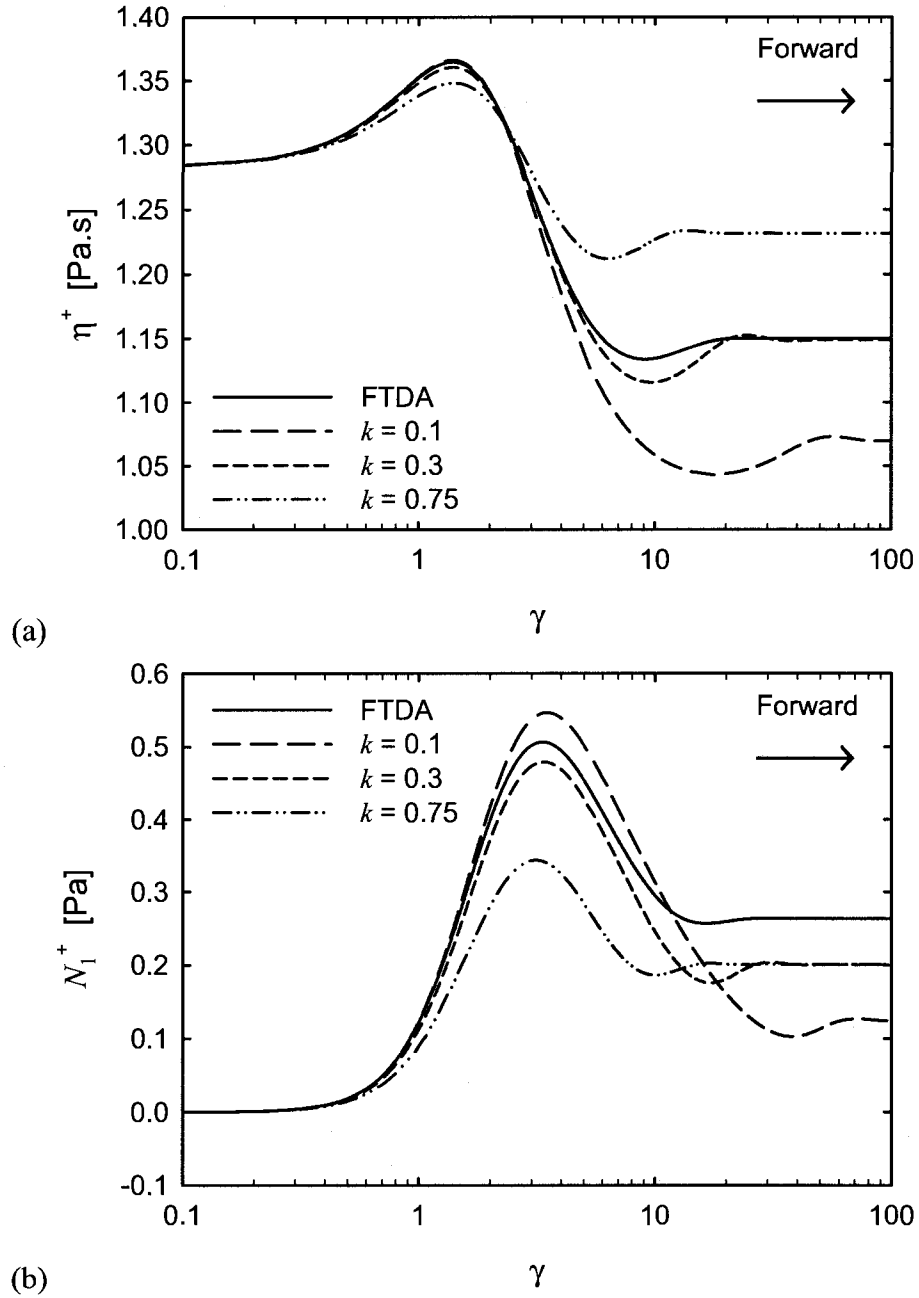 1.40
Forward
1.35
1.30
1.25
η⁺ [Pa.s]
1.20
1.15
1.10
FTDA
k = 0.1
1.05
k = 0.3
k = 0.75
1.00
0.1 1 10 100
γ
(a)
0.6
FTDA
Forward
k = 0.1
0.5
k = 0.3
k = 0.75
0.4
N₁⁺ [Pa]
0.3
0.2
0.1
0.0
-0.1
0.1 1 10 100
γ
(b)